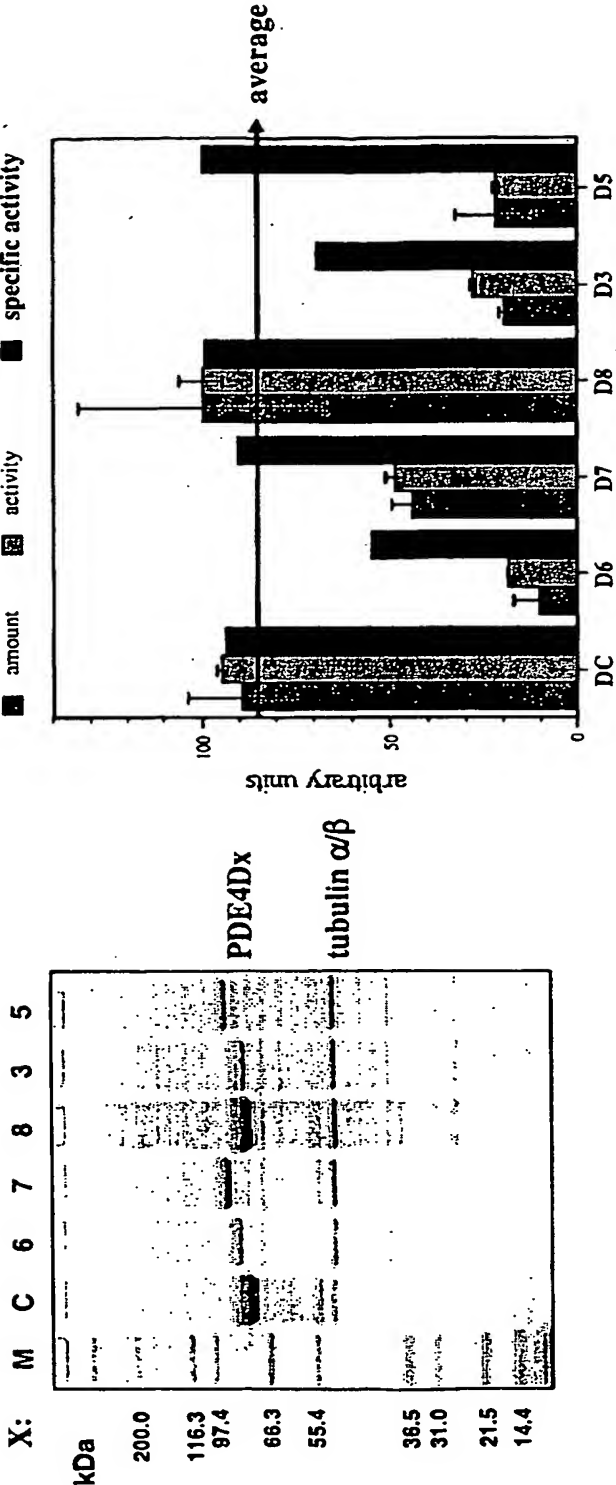 X: M C 6 7 8 3 5
kDa
200.0
116.3
97.4
66.3
55.4
36.5
31.0
21.5
14.4
PDE4Dx
tubulin α/β
amount activity specific activity
average
arbitrary units
100
50
0
DC D6 D7 D8 D3 D5